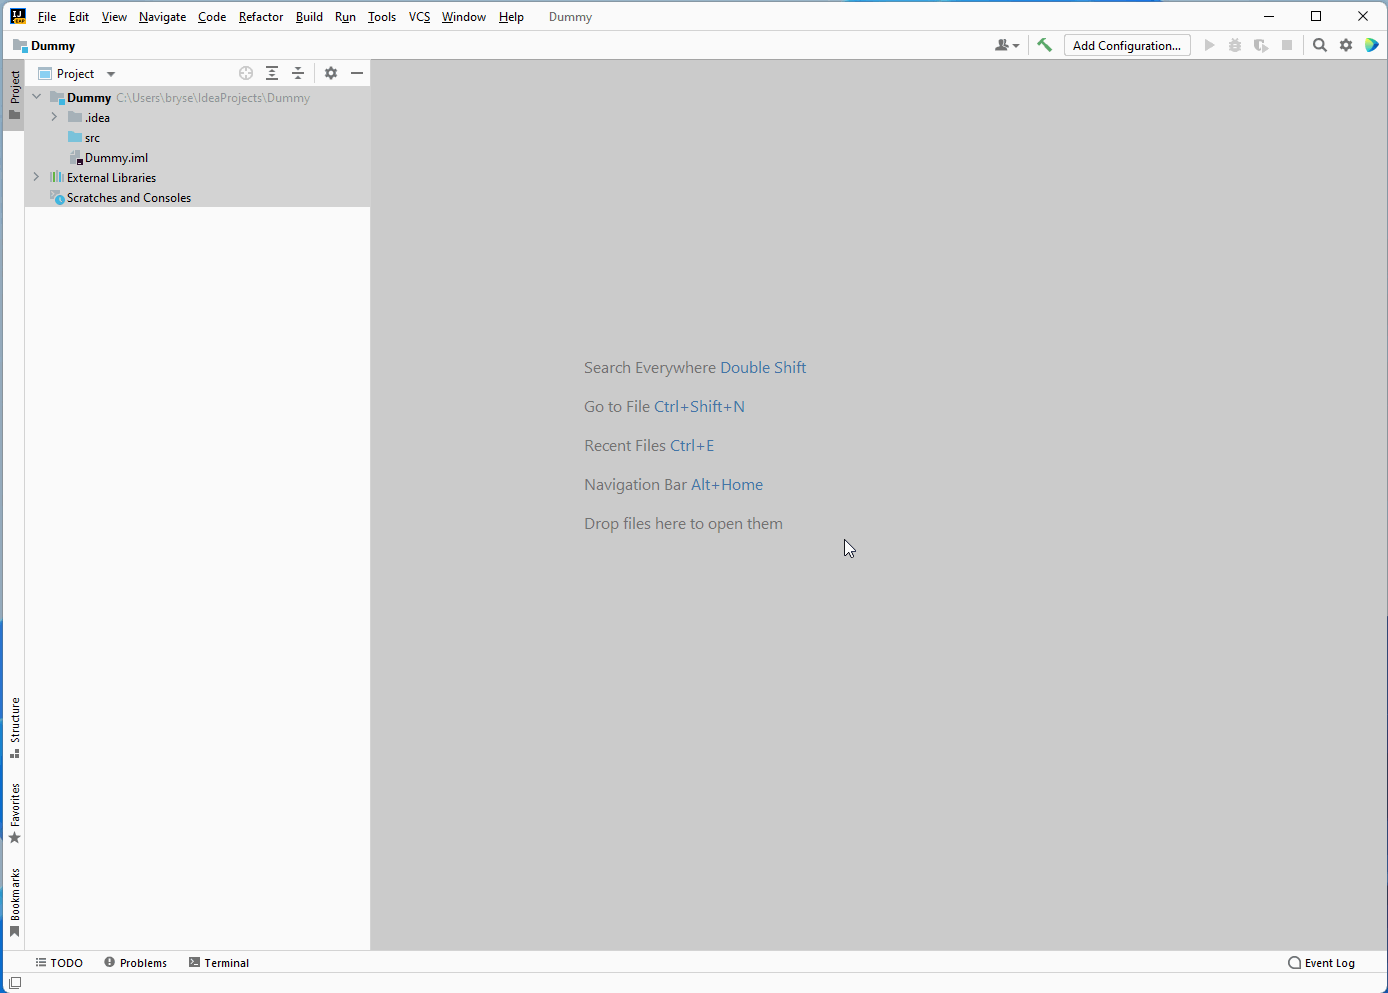 File Edit View Navigate Code Refactor Build Run Tools VCS Window Help Dummy
Dummy
Add Configuration...
Project
Project
Dummy C:\Users\bryse\IdeaProjects\Dummy
.idea
src
Dummy.iml
External Libraries
Scratches and Consoles
Search Everywhere Double Shift
Go to File Ctrl+Shift+N
Recent Files Ctrl+E
Navigation Bar Alt+Home
Drop files here to open them
Structure
Favorites
Bookmarks
TODO Problems Terminal Event Log